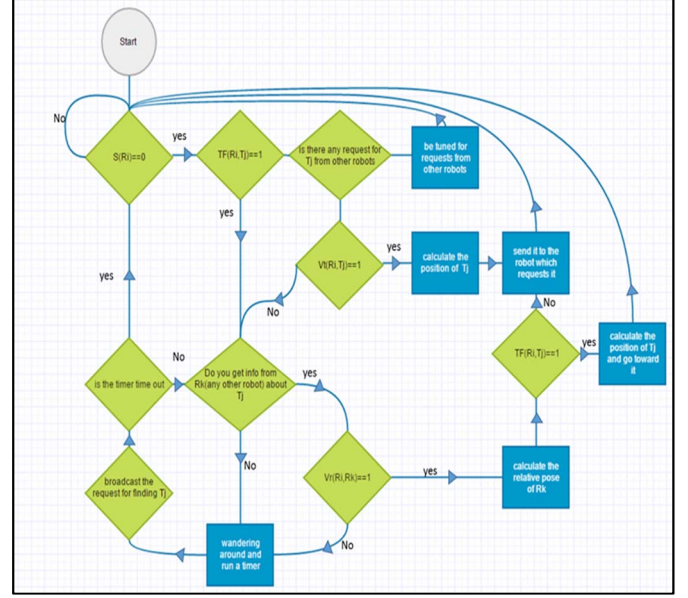 Start
No
S(Ri)==0
yes
TF(Ri,Tj)==1
is there any request for
Tj from other robots
be tuned for
requests from
other robots
yes
Vt(Ri,Tj)==1
yes
calculate the
position of Tj
send it to the
robot which
requests it
No
yes
No
TF(Ri,Tj)==1
yes
calculate the
position of Tj
and go toward
it
is the timer time out
No
Do you get info from
Rk(any other robot) about
Tj
yes
No
Vr(Ri,Rk)==1
yes
calculate the
relative pose
of Rk
broadcast the
request for finding Tj
wandering
around and
run a timer
No